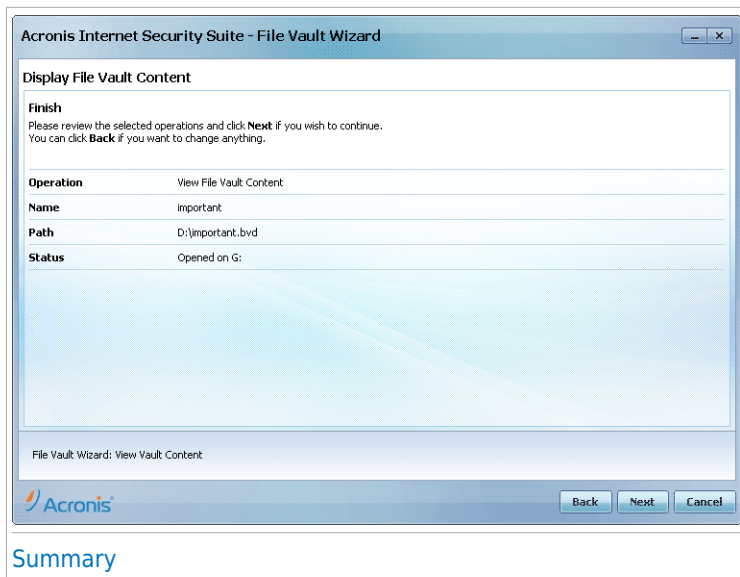 Acronis Internet Security Suite - File Vault Wizard
Display File Vault Content
Finish
Please review the selected operations and click Next if you wish to continue.
You can click Back if you want to change anything.
Operation View File Vault Content
Name important
Path D:\important.bvd
Status Opened on G:
File Vault Wizard: View Vault Content
Acronis
Back Next Cancel
Summary